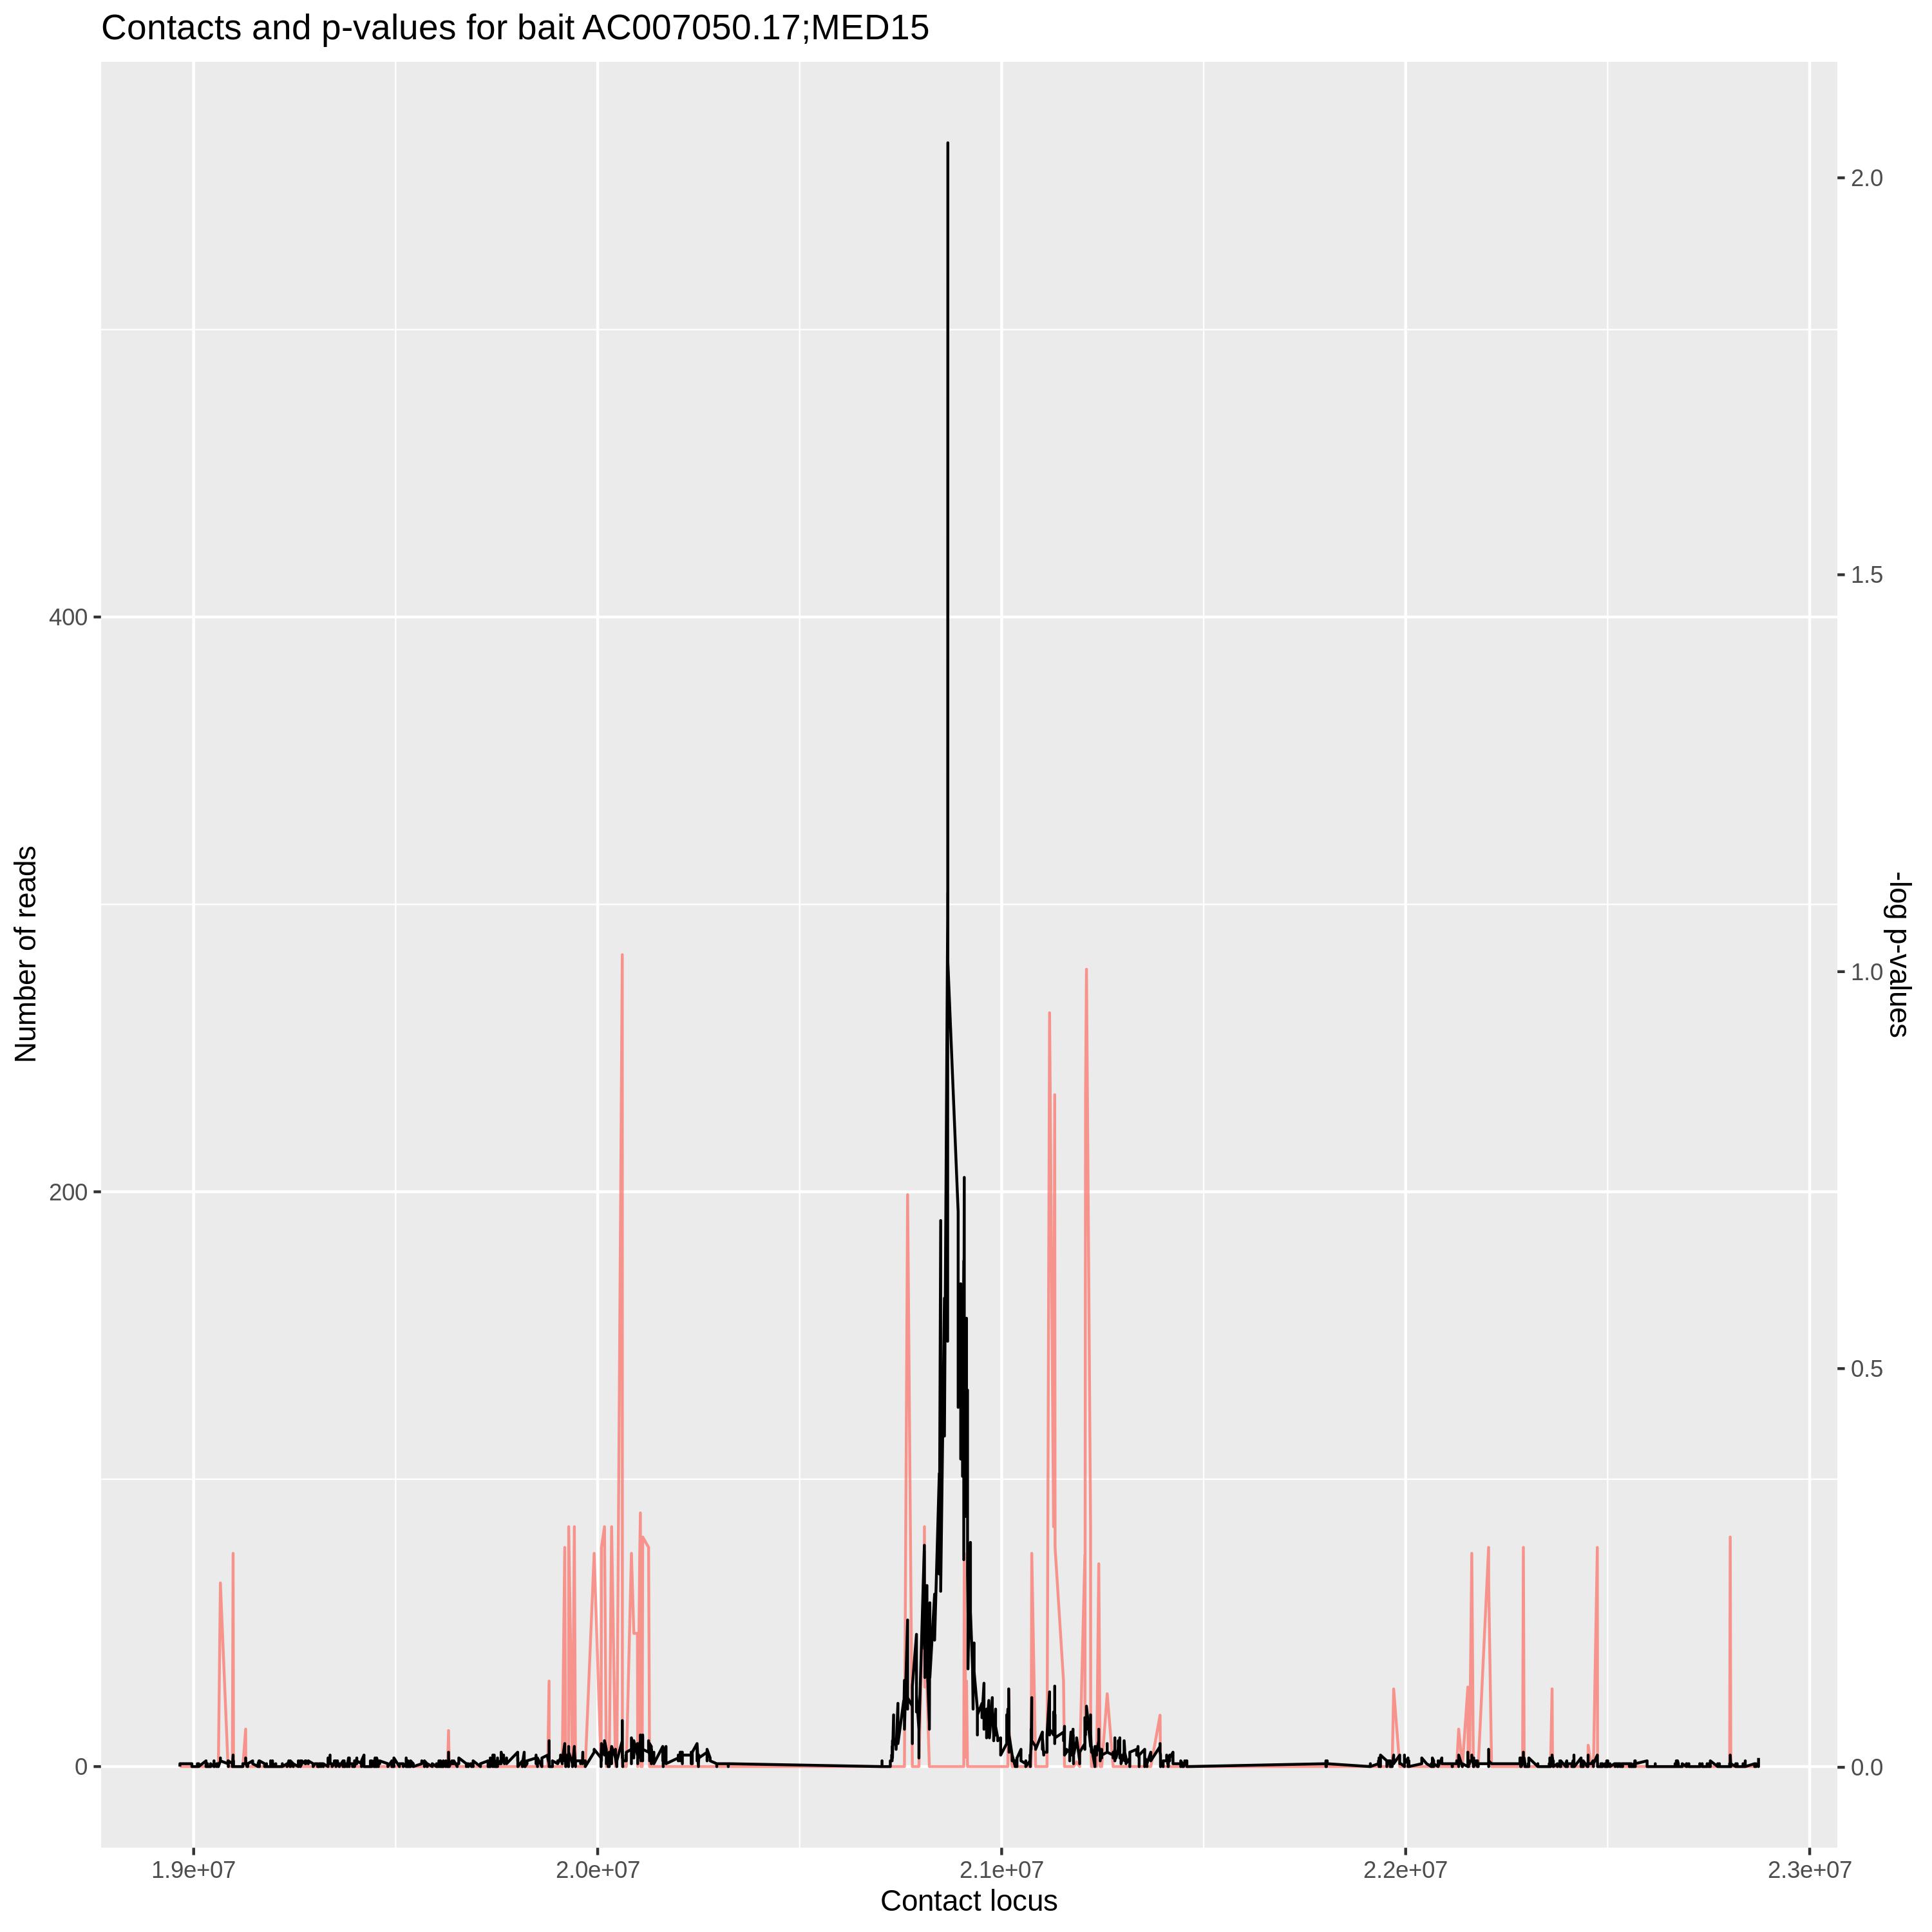 Contacts and p-values for bait AC007050.17;MED15
Number of reads
400
200
0
2.0
1.5
1.0
0.5
0.0
-log p-values
1.9e+07
2.0e+07
2.1e+07
2.2e+07
2.3e+07
Contact locus